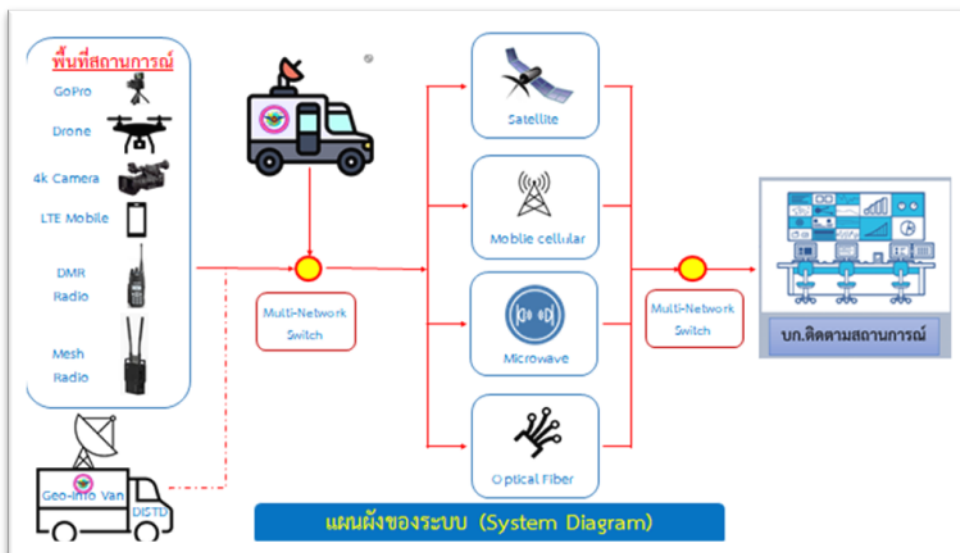 พื้นที่สถานการณ์
GoPro
Drone
4k Camera
LTE Mobile
DMR
Radio
Mesh
Radio
Geo-info Van
DISTD
Multi-Network
Switch
Satellite
Moblie cellular
Microwave
Optical Fiber
Multi-Network
Switch
บก.ติดตามสถานการณ์
แผนผังของระบบ (System Diagram)